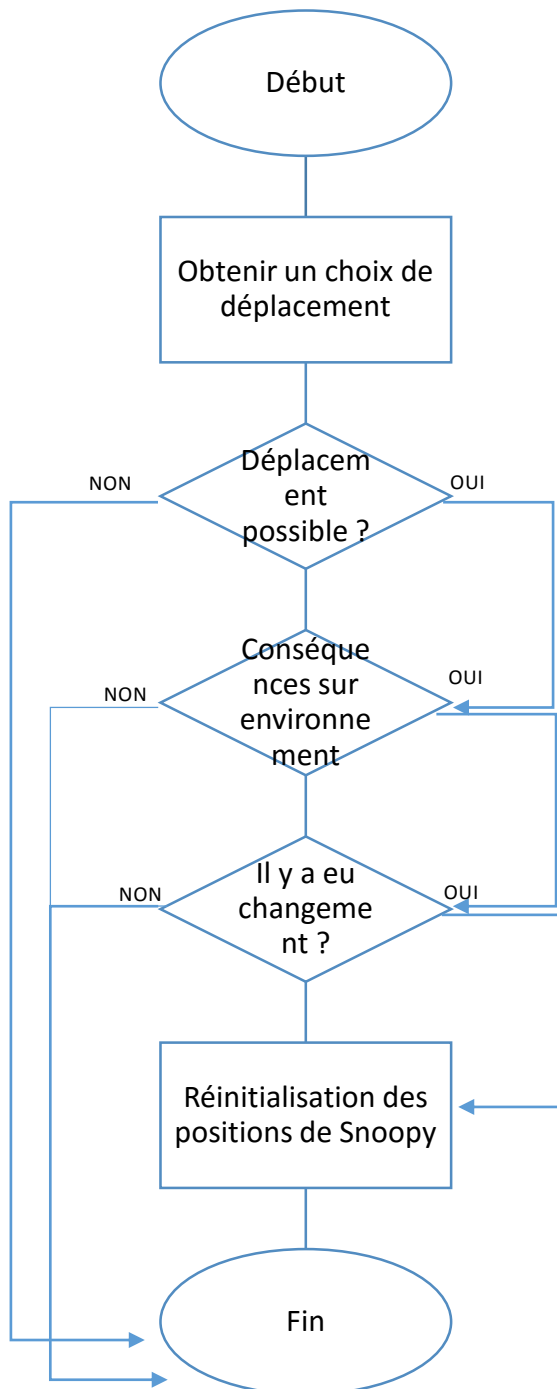 Début
Obtenir un choix de
déplacement
NON
Déplacem
ent
possible ?
OUI
NON
Conséque
nces sur
environne
ment
OUI
NON
Il y a eu
changeme
nt ?
OUI
Réinitialisation des
positions de Snoopy
Fin